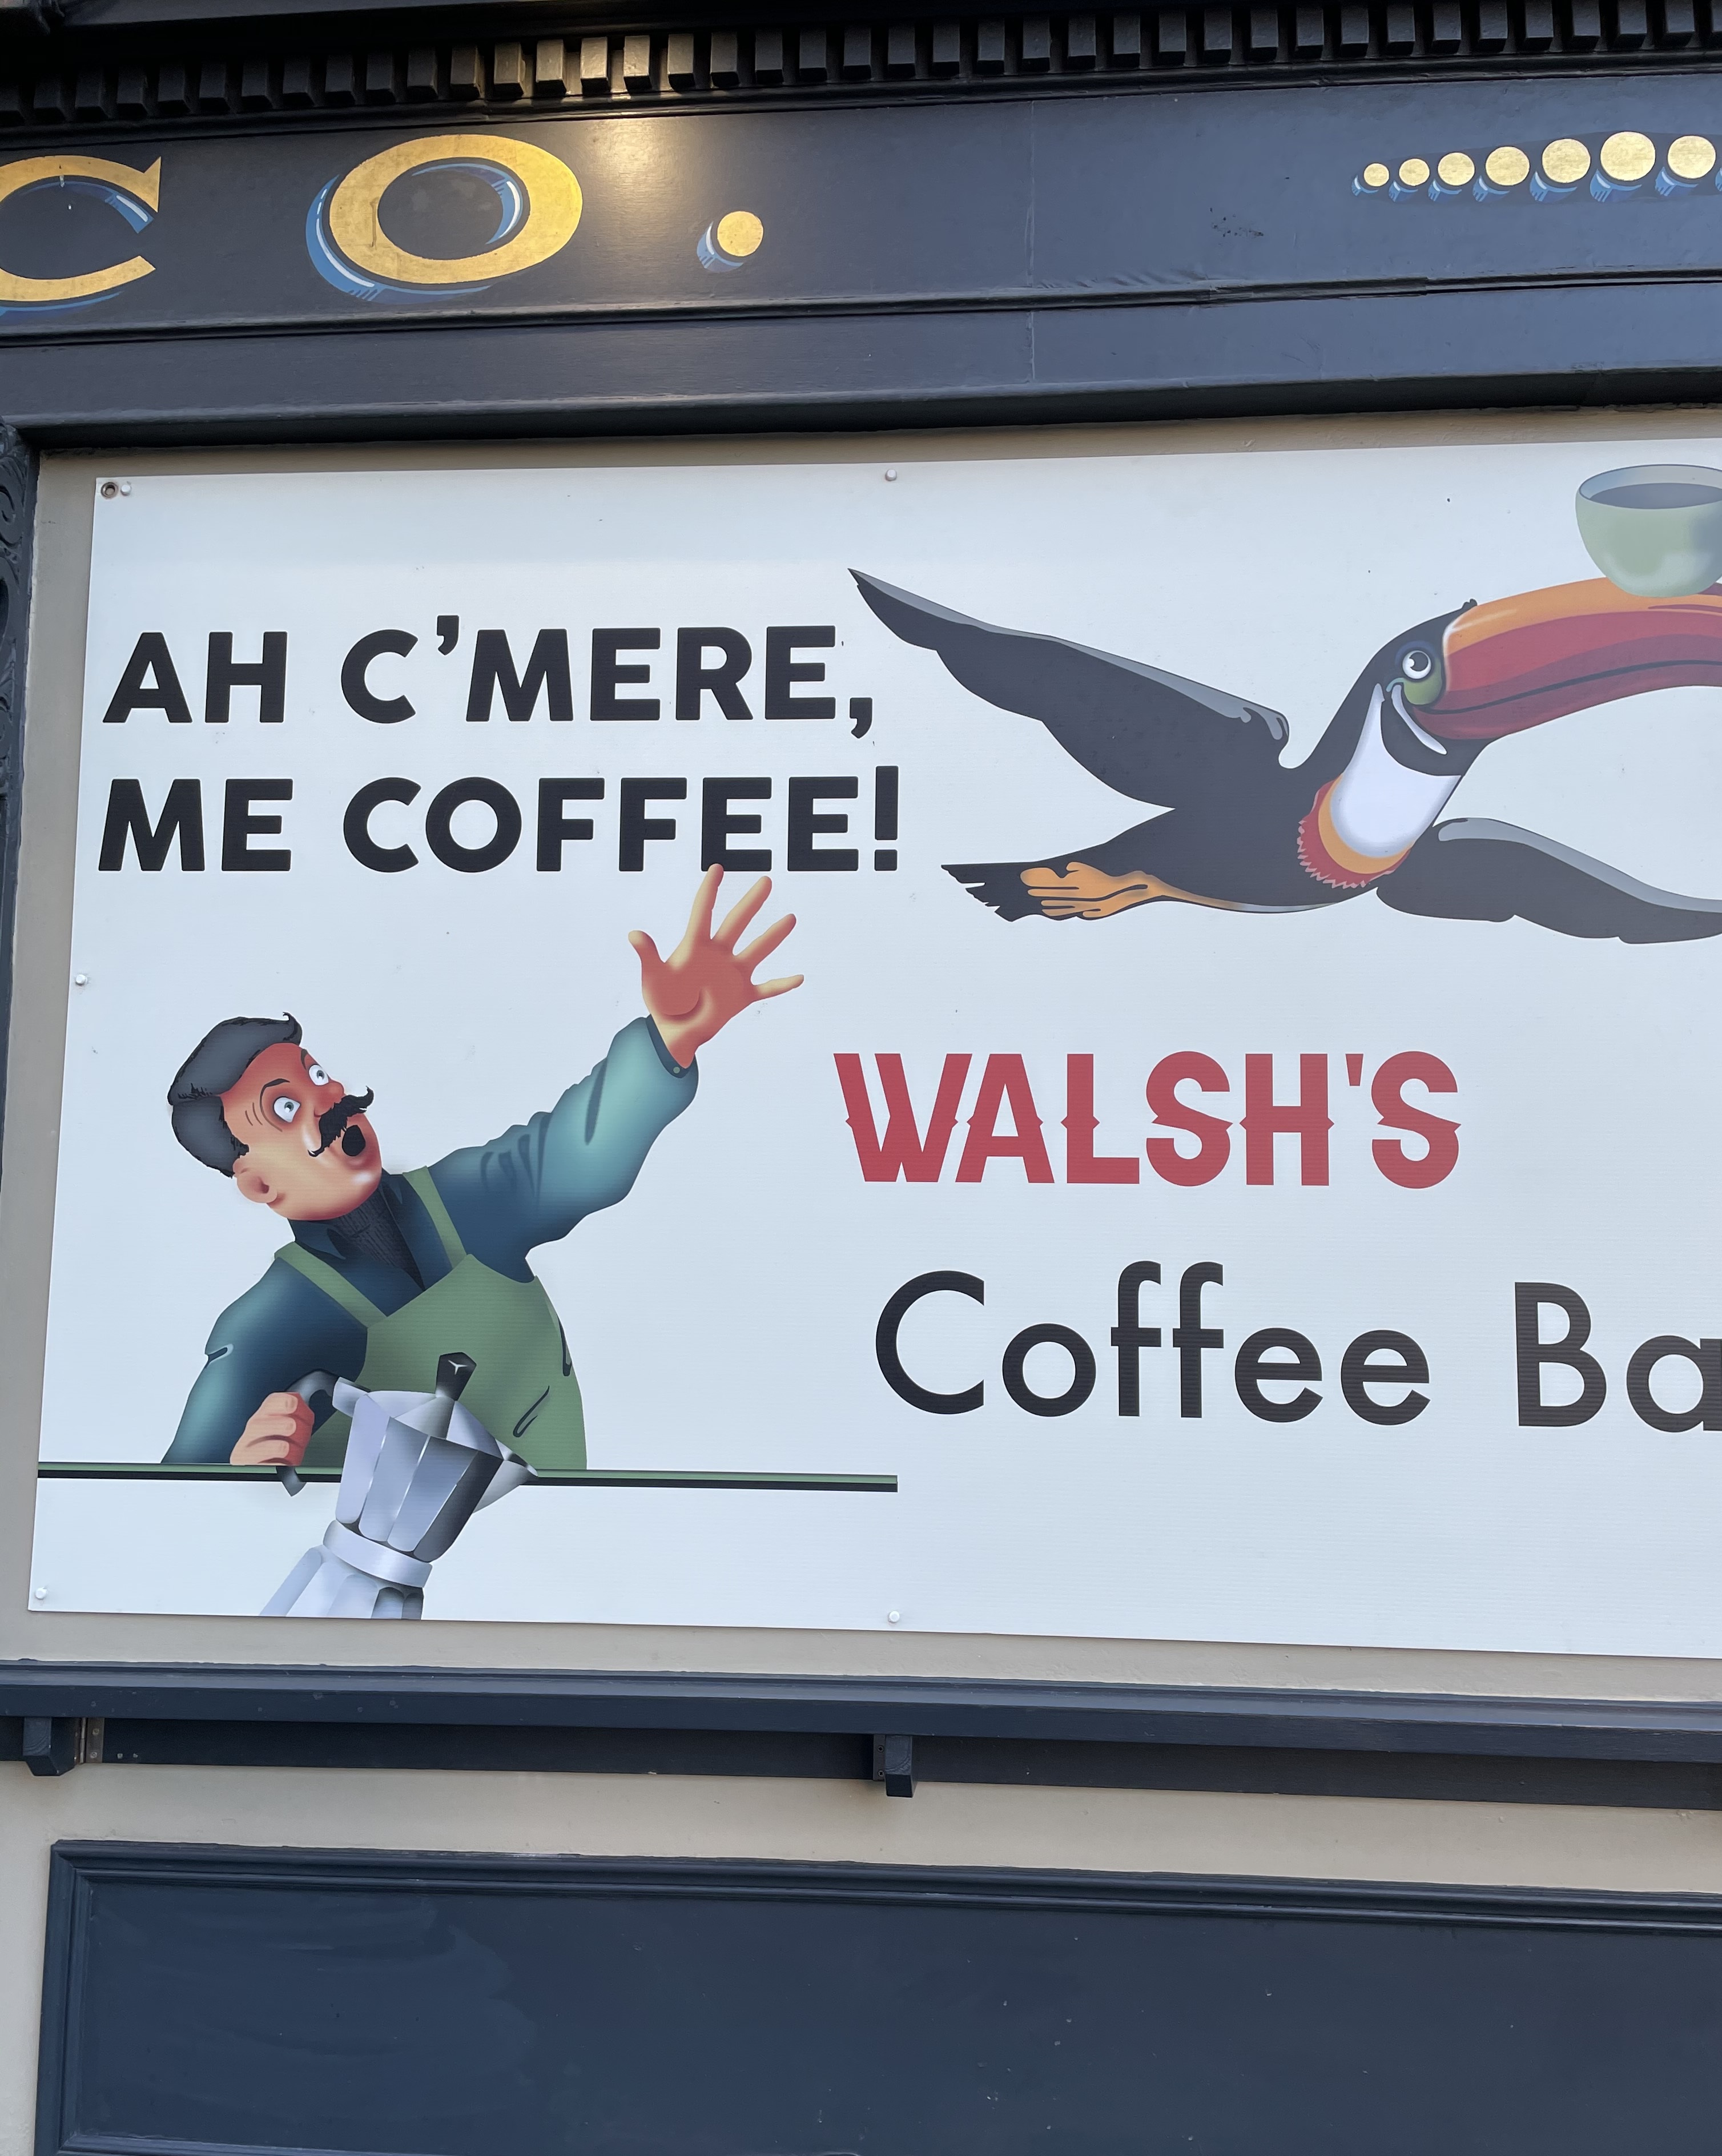 CO.
AH C'MERE,
ME COFFEE!
WALSH'S
Coffee Ba